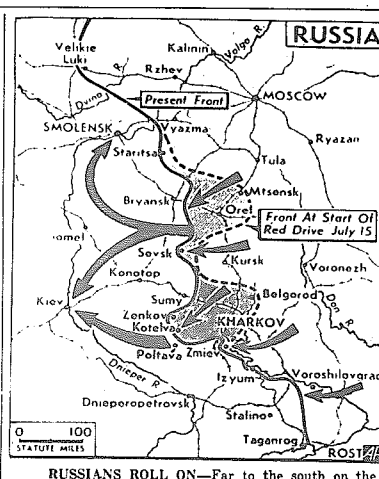 RUSSIA
Velikie
Luki
Kalinin
Volga R.
Rzhev
Dvina R.
Present Front
MOSCOW
SMOLENSK
Vyazma
Staritsa
Ryazan
Tula
Bryansk
Mtsensk
Orel
Front At Start Of
Red Drive July 15
omel
Sevsk
Kursk
Voronezh
Konotop
Kiev
Sumy
Belgorod
Don R.
Zenkov
Kotelva
KHARKOV
Poltava
Zmiev
Dnieper R.
Izyum
Voroshilovgrad
Dnieperopetrovsk
Stalino
Taganrog
ROST
0 100
STATUTE MILES
RUSSIANS ROLL ON—Far to the south on the